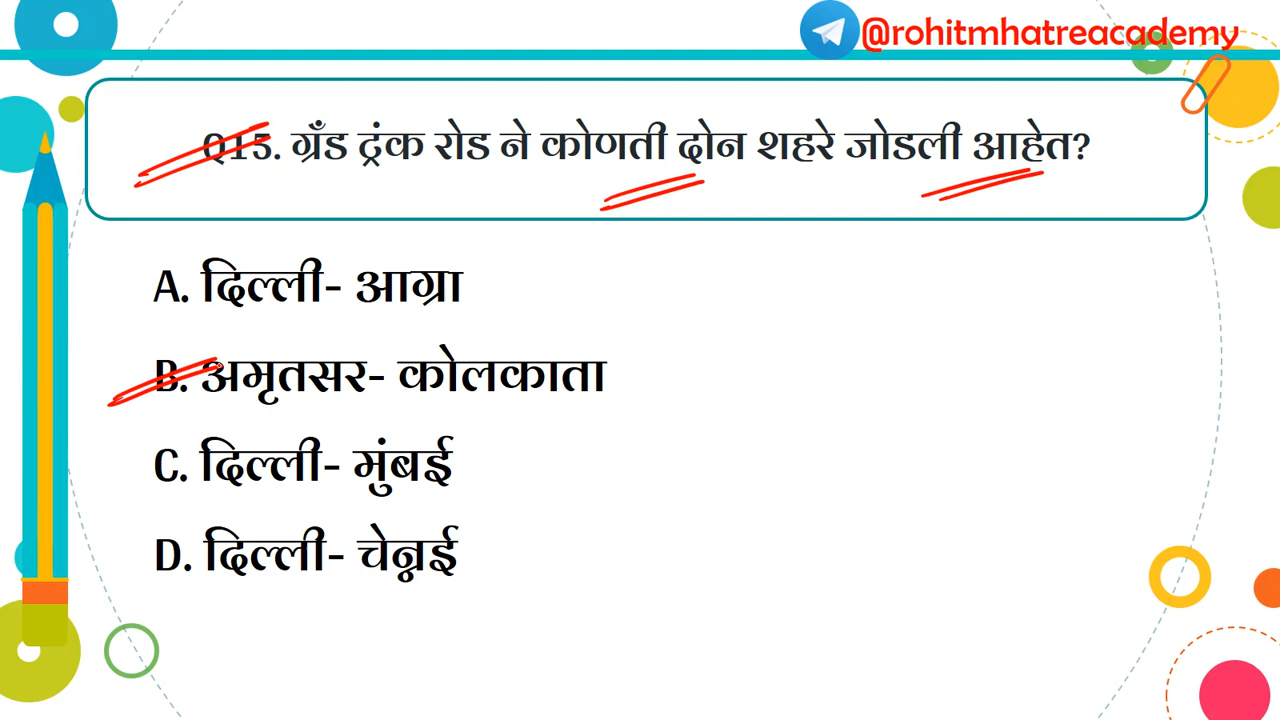 @rohitmhatreacademy
Q15. ग्रँड ट्रंक रोड ने कोणती दोन शहरे जोडली आहेत?
A. दिल्ली- आग्रा
B. अमृतसर- कोलकाता
C. दिल्ली- मुंबई
D. दिल्ली- चेन्नई